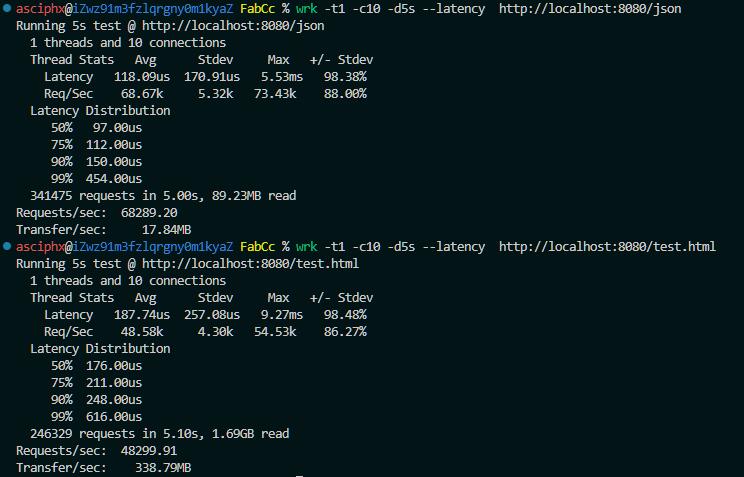 asciphx@iZwz91m3fzlqrgny0m1kyaZ FabCc % wrk -t1 -c10 -d5s --latency  http://localhost:8080/json
Running 5s test @ http://localhost:8080/json
  1 threads and 10 connections
  Thread Stats   Avg      Stdev     Max   +/- Stdev
    Latency   118.09us  170.91us   5.53ms   98.38%
    Req/Sec    68.67k     5.32k   73.43k    88.00%
  Latency Distribution
     50%   97.00us
     75%  112.00us
     90%  150.00us
     99%  454.00us
  341475 requests in 5.00s, 89.23MB read
Requests/sec:  68289.20
Transfer/sec:     17.84MB
asciphx@iZwz91m3fzlqrgny0m1kyaZ FabCc % wrk -t1 -c10 -d5s --latency  http://localhost:8080/test.html
Running 5s test @ http://localhost:8080/test.html
  1 threads and 10 connections
  Thread Stats   Avg      Stdev     Max   +/- Stdev
    Latency   187.74us  257.08us   9.27ms   98.48%
    Req/Sec    48.58k     4.30k   54.53k    86.27%
  Latency Distribution
     50%  176.00us
     75%  211.00us
     90%  248.00us
     99%  616.00us
  246329 requests in 5.10s, 1.69GB read
Requests/sec:  48299.91
Transfer/sec:    338.79MB